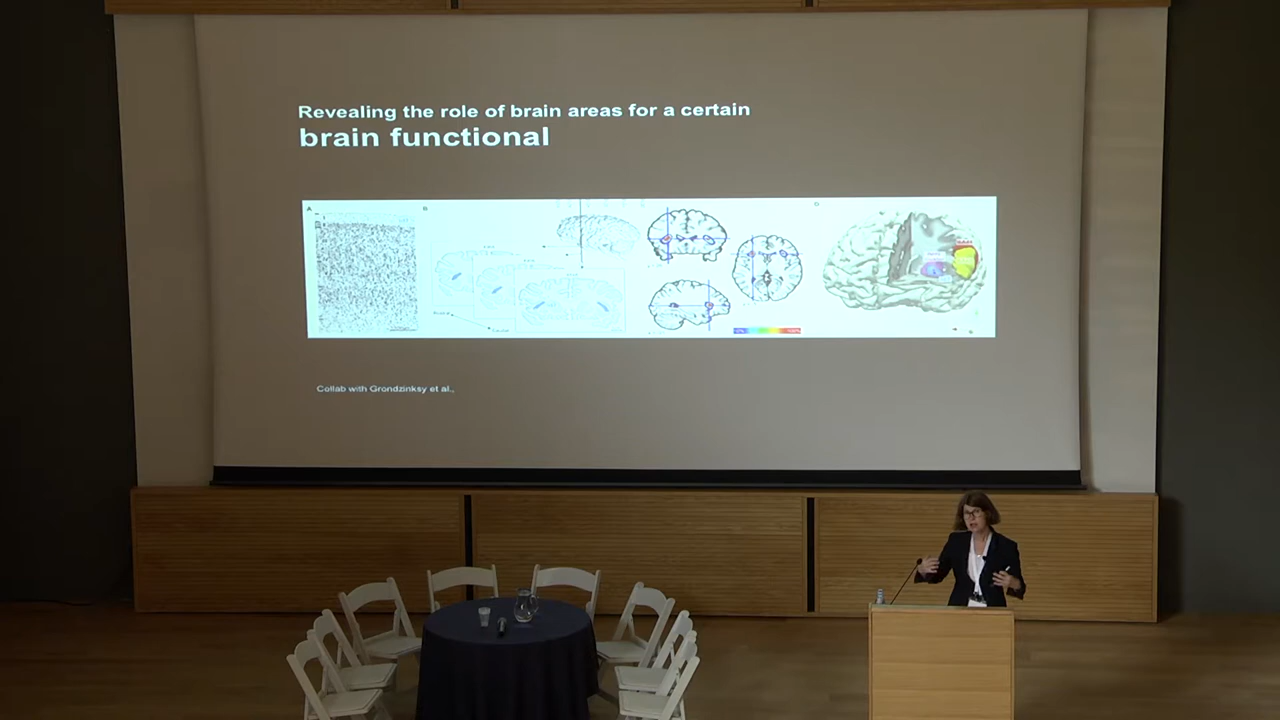 Revealing the role of brain areas for a certain
brain functional
A
B
Collab with Grondzinksy et al.,